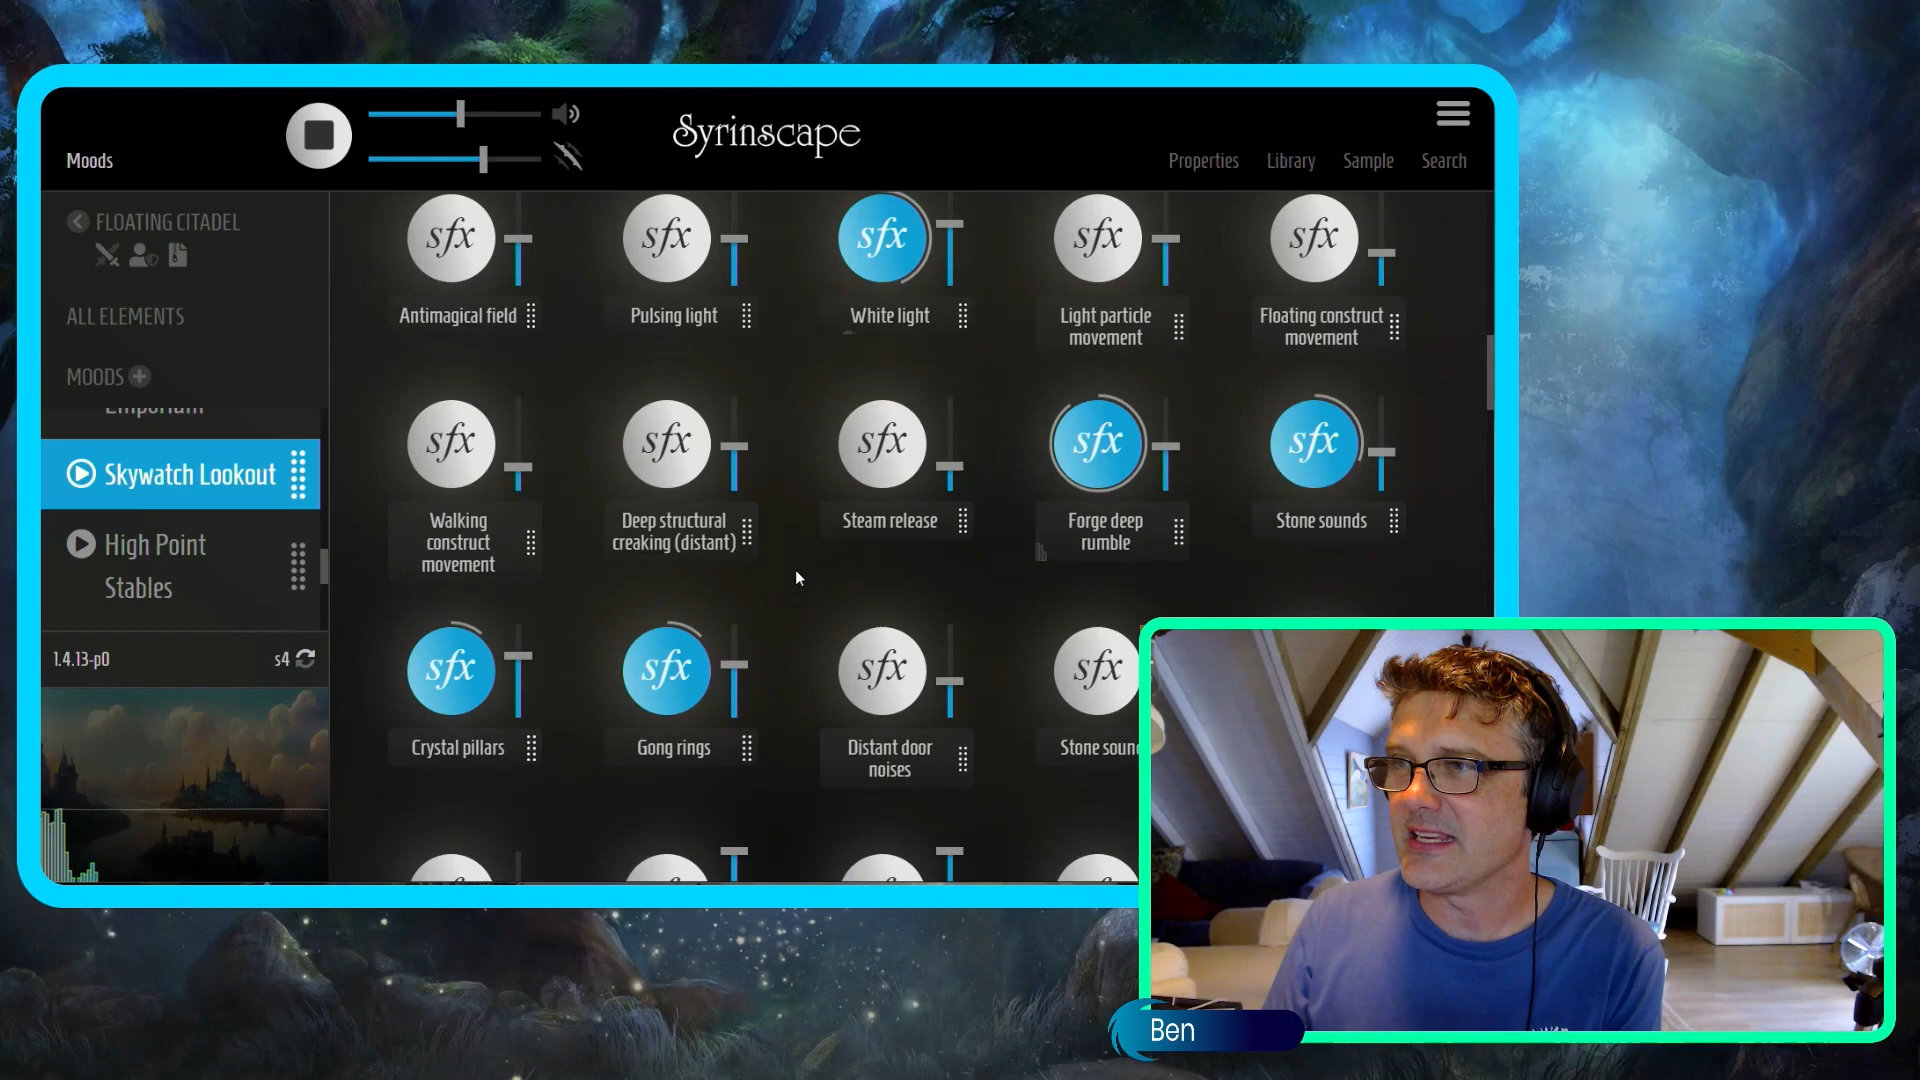 Syrinscape
Moods
Properties
Library
Sample
Search
FLOATING CITADEL
ALL ELEMENTS
MOODS
Emporium
Skywatch Lookout
High Point
Stables
1.4.13-p0
s4
sfx
sfx
sfx
sfx
sfx
Antimagical field
Pulsing light
White light
Light particle
movement
Floating construct
movement
sfx
sfx
sfx
sfx
sfx
Walking
construct
movement
Deep structural
creaking (distant)
Steam release
Forge deep
rumble
Stone sounds
sfx
sfx
sfx
sfx
Crystal pillars
Gong rings
Distant door
noises
Stone soun
Ben